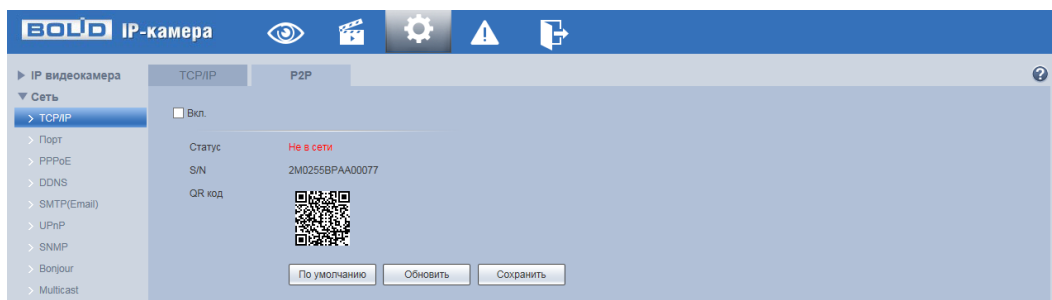 BOLID IP-камера
IP видеокамера
Сеть
TCP/IP
Порт
PPPoE
DDNS
SMTP(Email)
UPnP
SNMP
Bonjour
Multicast
TCP/IP P2P
Вкл.
Статус Не в сети
S/N 2M0255BPAA00077
QR код
По умолчанию Обновить Сохранить